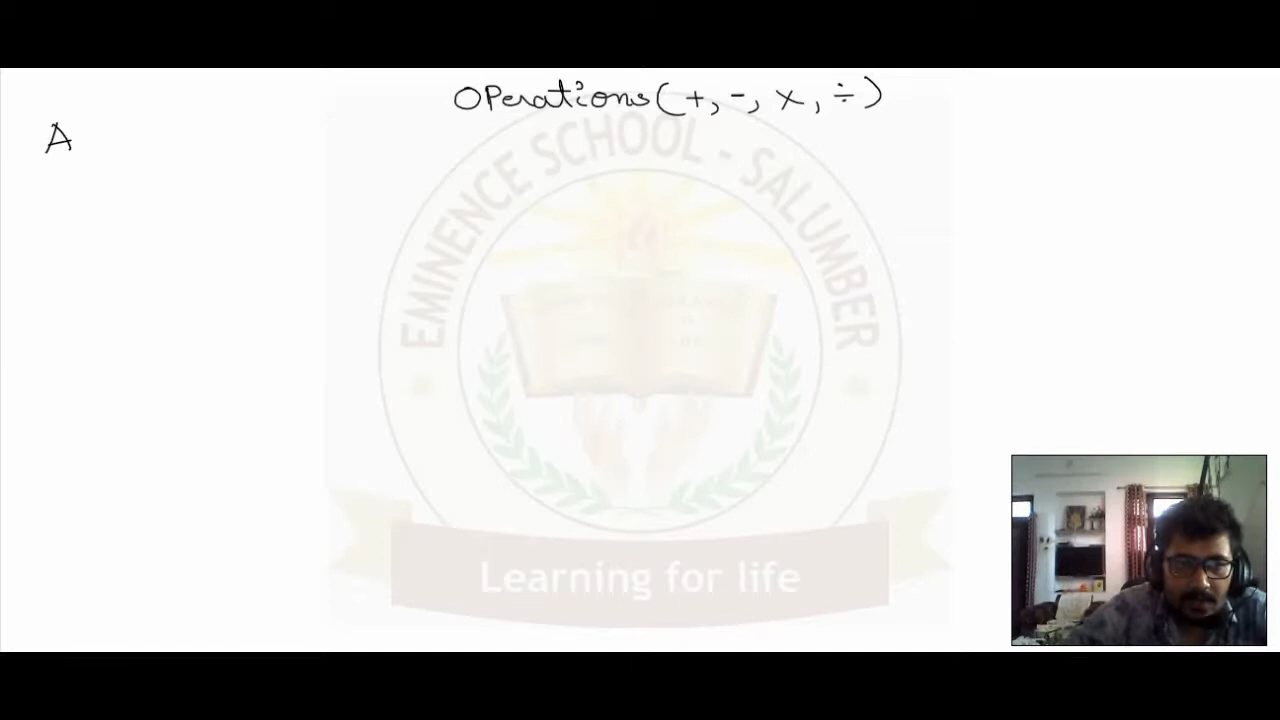 OPerations (+, -, ×, ÷)
A
EMINENCE SCHOOL - SALUMBER
Learning for life